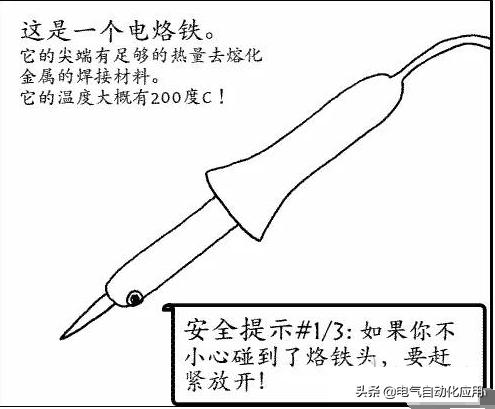 这是一个电烙铁。
它的尖端有足够的热量去熔化
金属的焊接材料。
它的温度大概有200度C！
安全提示#1/3: 如果你不
小心碰到了烙铁头，要赶
紧放开!
头条 @电气自动化应用